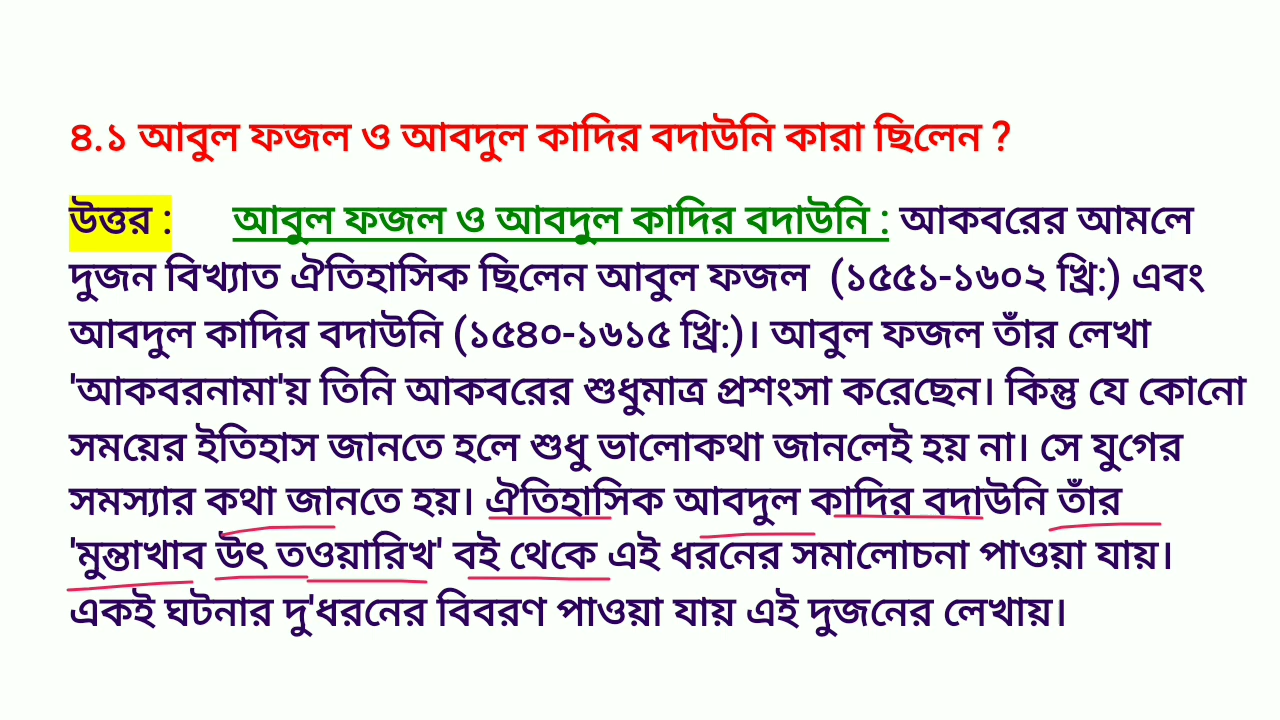 ৪.১ আবুল ফজল ও আবদুল কাদির বদাউনি কারা ছিলেন ?
উত্তর : আবুল ফজল ও আবদুল কাদির বদাউনি : আকবরের আমলে
দুজন বিখ্যাত ঐতিহাসিক ছিলেন আবুল ফজল (১৫৫১-১৬০২ খ্রি:) এবং
আবদুল কাদির বদাউনি (১৫৪০-১৬১৫ খ্রি:)। আবুল ফজল তাঁর লেখা
'আকবরনামা'য় তিনি আকবরের শুধুমাত্র প্রশংসা করেছেন। কিন্তু যে কোনো
সময়ের ইতিহাস জানতে হলে শুধু ভালোকথা জানলেই হয় না। সে যুগের
সমস্যার কথা জানতে হয়। ঐতিহাসিক আবদুল কাদির বদাউনি তাঁর
'মুন্তাখাব উৎ তওয়ারিখ' বই থেকে এই ধরনের সমালোচনা পাওয়া যায়।
একই ঘটনার দু'ধরনের বিবরণ পাওয়া যায় এই দুজনের লেখায়।